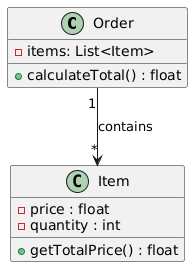 C Order
items: List<Item>
calculateTotal() : float
1
contains
*
C Item
price : float
quantity : int
getTotalPrice() : float